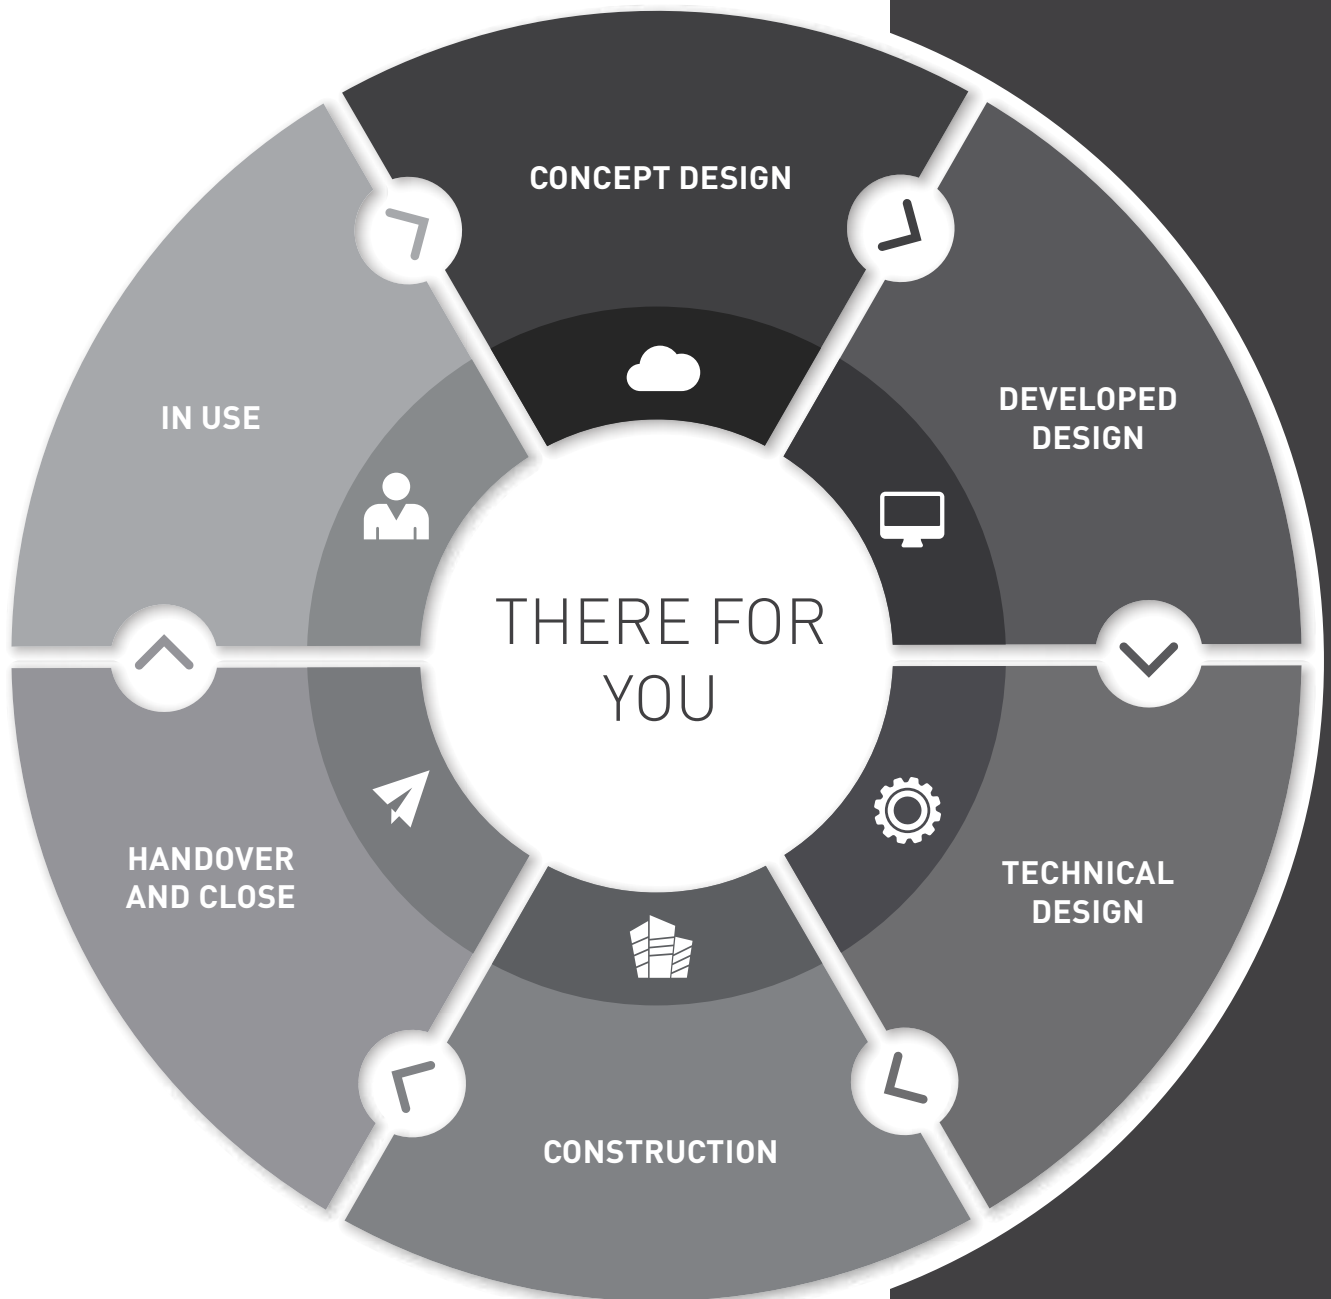 CONCEPT DESIGN
DEVELOPED
DESIGN
TECHNICAL
DESIGN
CONSTRUCTION
HANDOVER
AND CLOSE
IN USE
THERE FOR
YOU